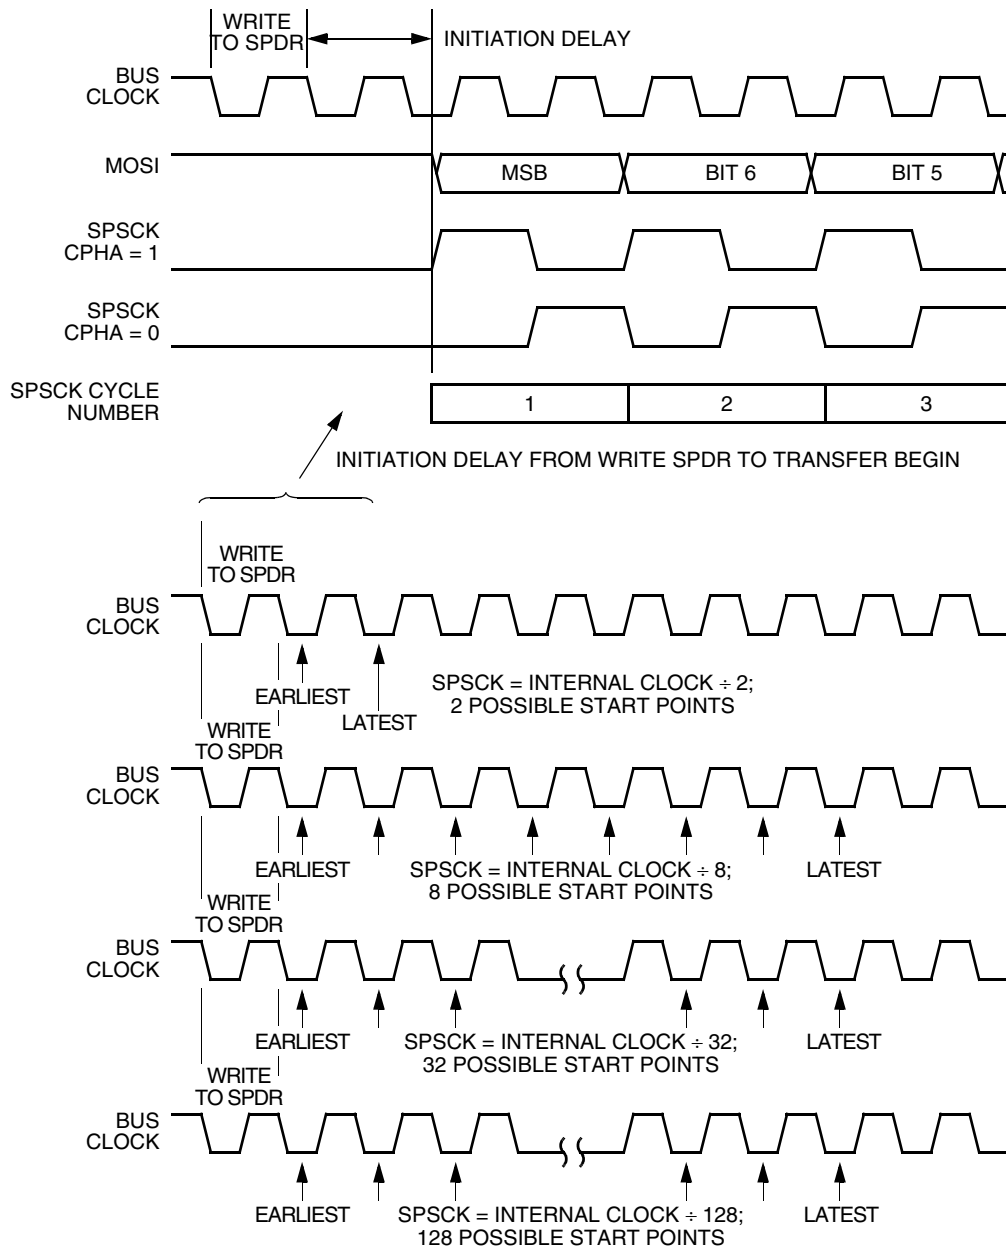 WRITE
TO SPDR
INITIATION DELAY
BUS
CLOCK
MOSI
MSB
BIT 6
BIT 5
SPSCK
CPHA = 1
SPSCK
CPHA = 0
SPSCK CYCLE
NUMBER
1
2
3
INITIATION DELAY FROM WRITE SPDR TO TRANSFER BEGIN
WRITE
TO SPDR
BUS
CLOCK
EARLIEST
LATEST
SPSCK = INTERNAL CLOCK ÷ 2;
2 POSSIBLE START POINTS
WRITE
TO SPDR
BUS
CLOCK
EARLIEST
SPSCK = INTERNAL CLOCK ÷ 8;
8 POSSIBLE START POINTS
LATEST
WRITE
TO SPDR
BUS
CLOCK
EARLIEST
SPSCK = INTERNAL CLOCK ÷ 32;
32 POSSIBLE START POINTS
LATEST
WRITE
TO SPDR
BUS
CLOCK
EARLIEST
SPSCK = INTERNAL CLOCK ÷ 128;
128 POSSIBLE START POINTS
LATEST